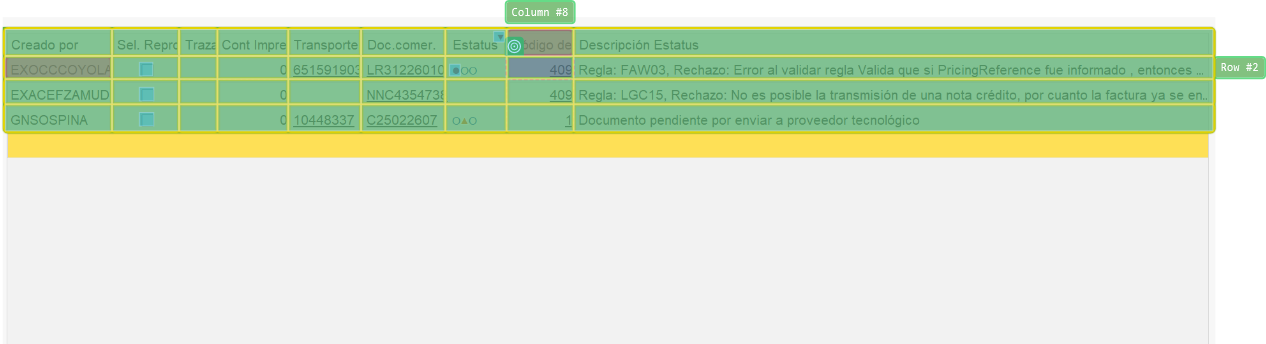 Column #8
Creado por Sel. Repro Traza Cont Impre Transporte Doc.comer. Estatus Código de Descripción Estatus
EXOCCCOYOLA 0 651591903 LR31226010 409 Regla: FAW03, Rechazo: Error al validar regla Valida que si PricingReference fue informado , entonces ...
Row #2
EXACEFZAMUD 0 NNC4354738 409 Regla: LGC15, Rechazo: No es posible la transmisión de una nota crédito, por cuanto la factura ya se en..
GNSOSPINA 0 10448337 C25022607 1 Documento pendiente por enviar a proveedor tecnológico